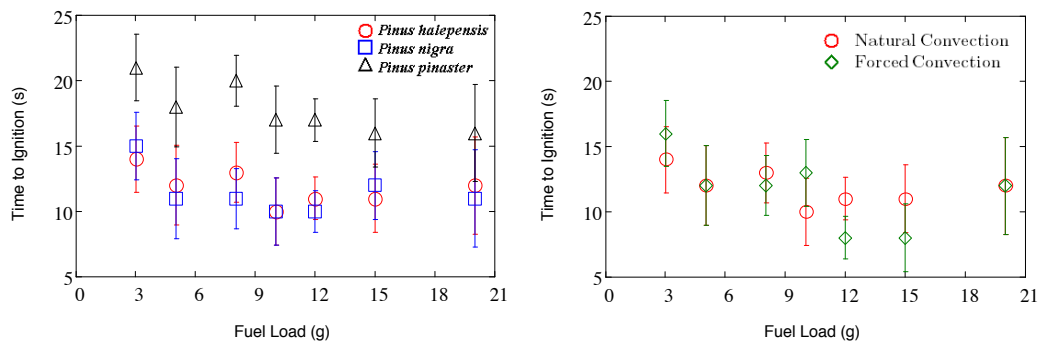 25
20
15
10
5
Time to Ignition (s)
Pinus halepensis
Pinus nigra
Pinus pinaster
0 3 6 9 12 15 18 21
Fuel Load (g)
25
20
15
10
5
Time to Ignition (s)
Natural Convection
Forced Convection
0 3 6 9 12 15 18 21
Fuel Load (g)